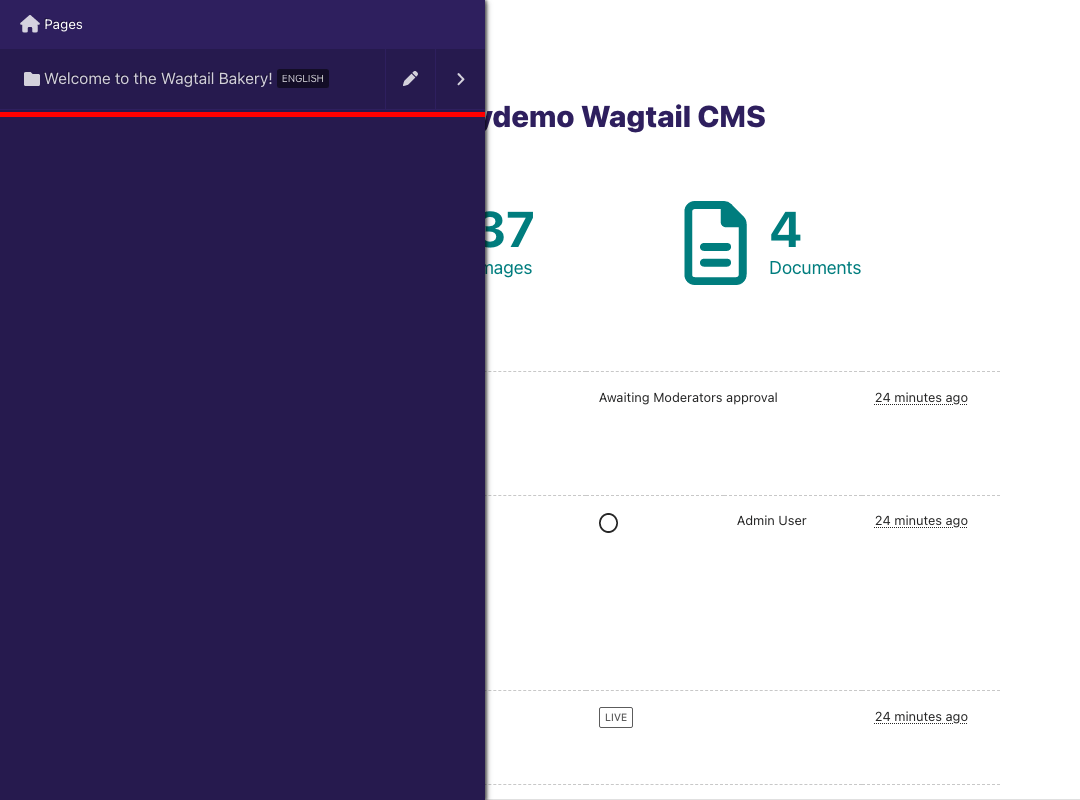 Pages
Welcome to the Wagtail Bakery! ENGLISH
demo Wagtail CMS
37
mages
4
Documents
Awaiting Moderators approval
24 minutes ago
Admin User
24 minutes ago
LIVE
24 minutes ago